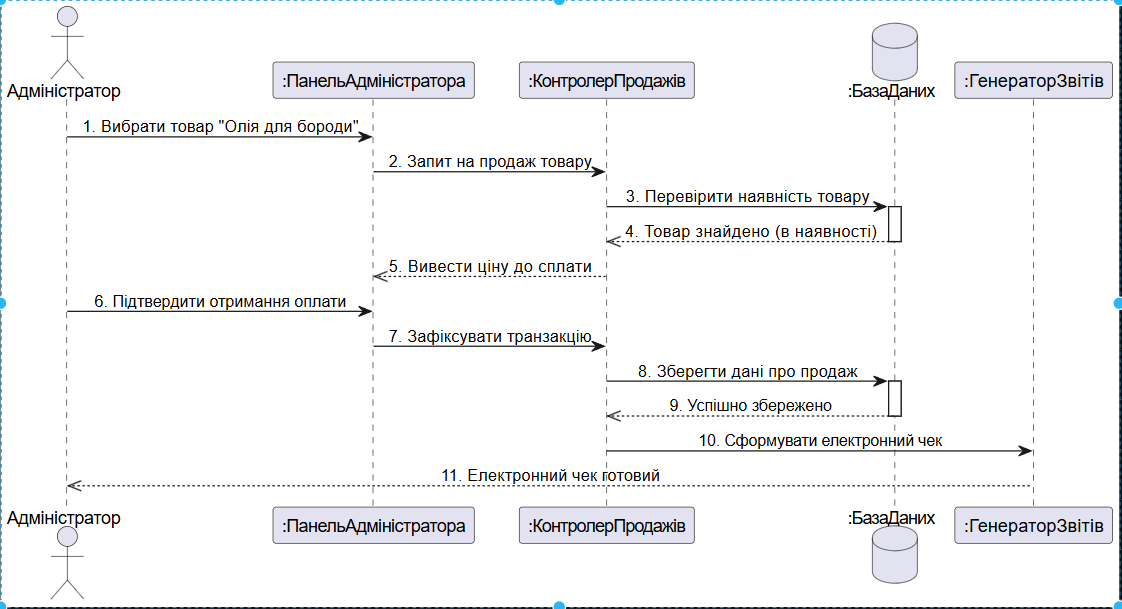 Адміністратор
:ПанельАдміністратора
:КонтролерПродажів
:БазаДаних
:ГенераторЗвітів
1. Вибрати товар "Олія для бороди"
2. Запит на продаж товару
3. Перевірити наявність товару
4. Товар знайдено (в наявності)
5. Вивести ціну до сплати
6. Підтвердити отримання оплати
7. Зафіксувати транзакцію
8. Зберегти дані про продаж
9. Успішно збережено
10. Сформувати електронний чек
11. Електронний чек готовий
Адміністратор
:ПанельАдміністратора
:КонтролерПродажів
:БазаДаних
:ГенераторЗвітів